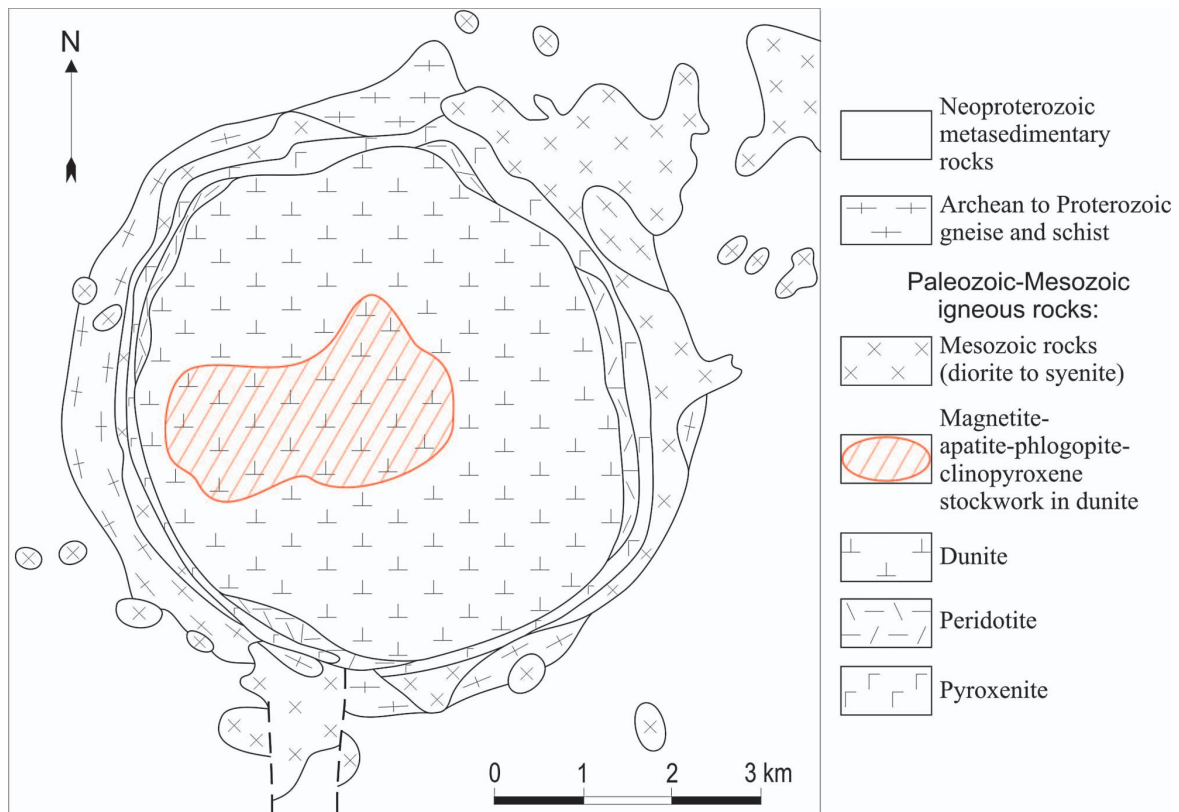 N
Neoproterozoic
metasedimentary
rocks
Archean to Proterozoic
gneise and schist
Paleozoic-Mesozoic
igneous rocks:
Mesozoic rocks
(diorite to syenite)
Magnetite-
apatite-phlogopite-
clinopyroxene
stockwork in dunite
Dunite
Peridotite
Pyroxenite
0 1 2 3 km